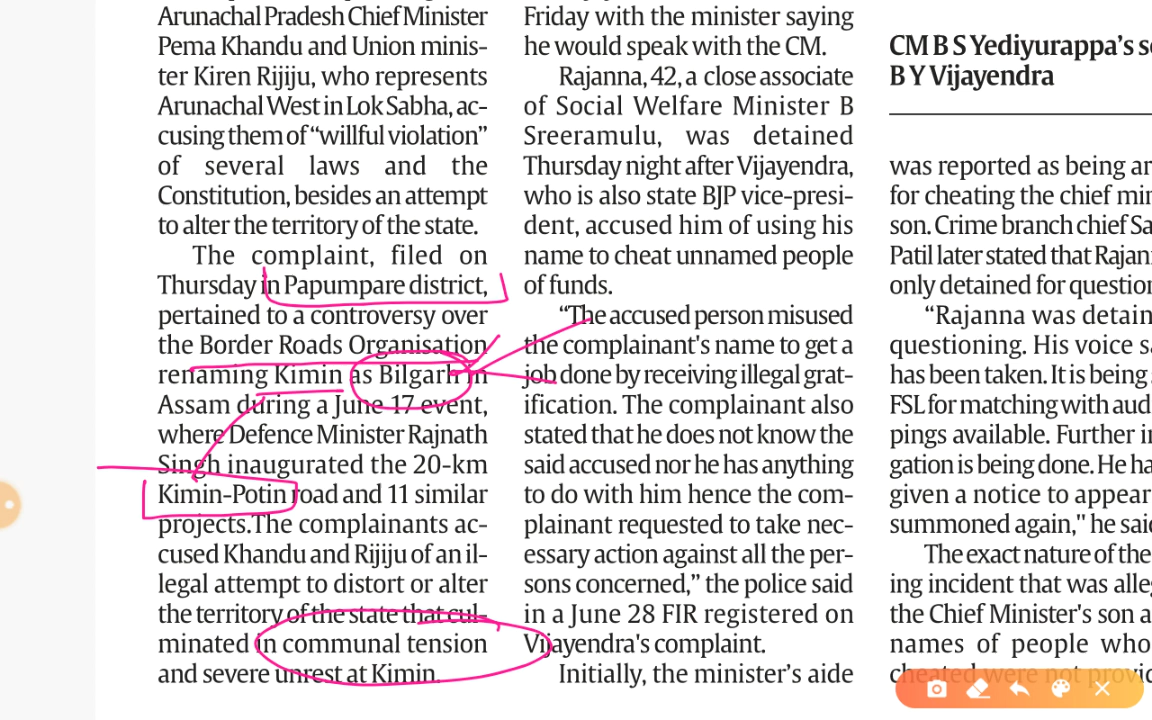 Arunachal Pradesh Chief Minister
Pema Khandu and Union minis-
ter Kiren Rijiju, who represents
Arunachal West in Lok Sabha, ac-
cusing them of “willful violation”
of several laws and the
Constitution, besides an attempt
to alter the territory of the state.
The complaint, filed on
Thursday in Papumpare district,
pertained to a controversy over
the Border Roads Organisation
renaming Kimin as Bilgarh in
Assam during a June 17 event,
where Defence Minister Rajnath
Singh inaugurated the 20-km
Kimin-Potin road and 11 similar
projects.The complainants ac-
cused Khandu and Rijiju of an il-
legal attempt to distort or alter
the territory of the state that cul-
minated in communal tension
and severe unrest at Kimin.
Friday with the minister saying
he would speak with the CM.
Rajanna, 42, a close associate
of Social Welfare Minister B
Sreeramulu, was detained
Thursday night after Vijayendra,
who is also state BJP vice-presi-
dent, accused him of using his
name to cheat unnamed people
of funds.
“The accused person misused
the complainant's name to get a
job done by receiving illegal grat-
ification. The complainant also
stated that he does not know the
said accused nor he has anything
to do with him hence the com-
plainant requested to take nec-
essary action against all the per-
sons concerned,” the police said
in a June 28 FIR registered on
Vijayendra's complaint.
Initially, the minister’s aide
CM B S Yediyurappa’s
B Y Vijayendra
was reported as being
for cheating the chief
son. Crime branch chief
Patil later stated that
only detained for
“Rajanna was
questioning. His voice
has been taken. It is being
FSL for matching with
pings available. Further
gation is being done. He
given a notice to appear
summoned again," he
The exact nature of the
ing incident that was
the Chief Minister's son
names of people who
cheated were not